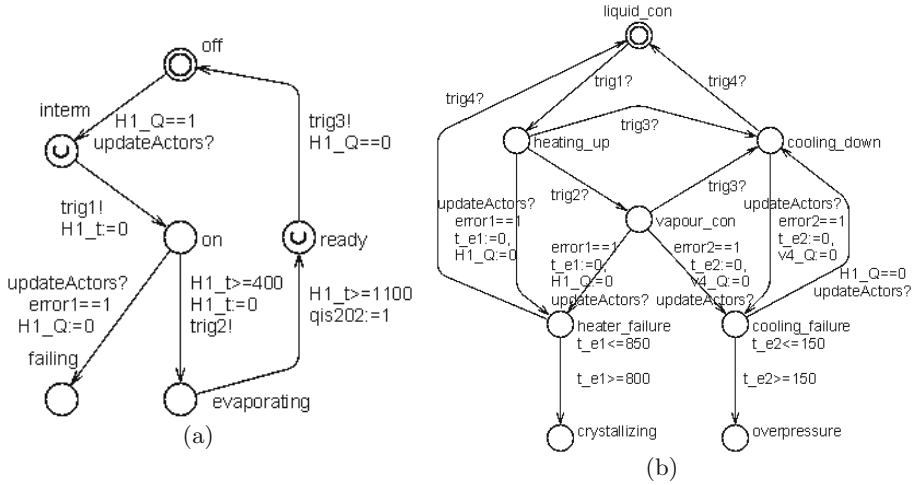 off
interm
H1_Q==1
updateActors?
trig3!
H1_Q==0
trig1!
H1_t:=0
on
ready
updateActors?
error1==1
H1_Q:=0
H1_t>=400
H1_t:=0
trig2!
H1_t>=1100
qis202:=1
failing
evaporating
(a)
liquid_con
trig4?
trig1?
trig4?
trig3?
heating_up
cooling_down
trig2?
trig3?
updateActors?
error1==1
t_e1:=0,
H1_Q:=0
vapour_con
updateActors?
error2==1
t_e2:=0,
v4_Q:=0
error1==1
t_e1:=0,
H1_Q:=0
updateActors?
error2==1
t_e2:=0,
v4_Q:=0
updateActors?
H1_Q==0
updateActors?
heater_failure
t_e1<=850
cooling_failure
t_e2<=150
t_e1>=800
t_e2>=150
crystallizing
overpressure
(b)